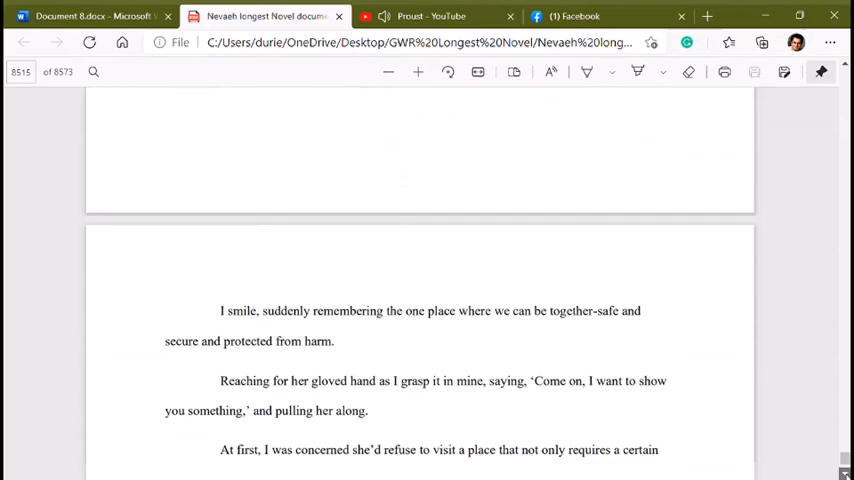 Document 8.docx - Microsoft V
Nevaeh longest Novel docume
Proust - YouTube
(1) Facebook
File
C:/Users/durie/OneDrive/Desktop/GWR%20Longest%20Novel/Nevaeh%20long...
8515 of 8573
I smile, suddenly remembering the one place where we can be together-safe and
secure and protected from harm.
Reaching for her gloved hand as I grasp it in mine, saying, ‘Come on, I want to show
you something,’ and pulling her along.
At first, I was concerned she’d refuse to visit a place that not only requires a certain